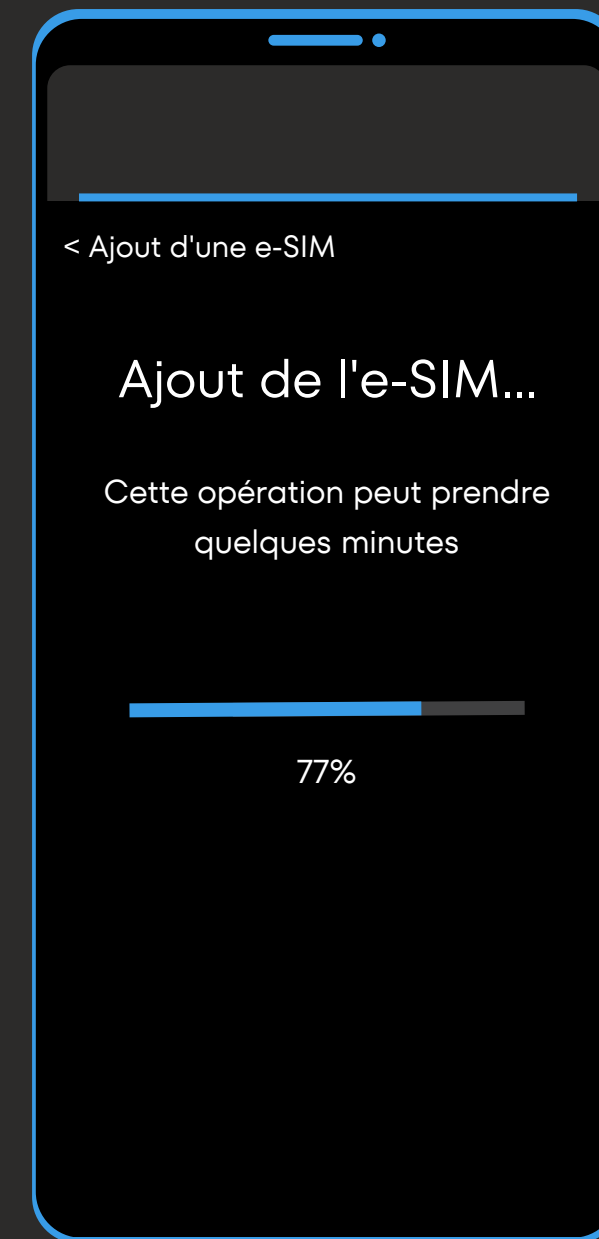 < Ajout d'une e-SIM
Ajout de l'e-SIM...
Cette opération peut prendre
quelques minutes
77%